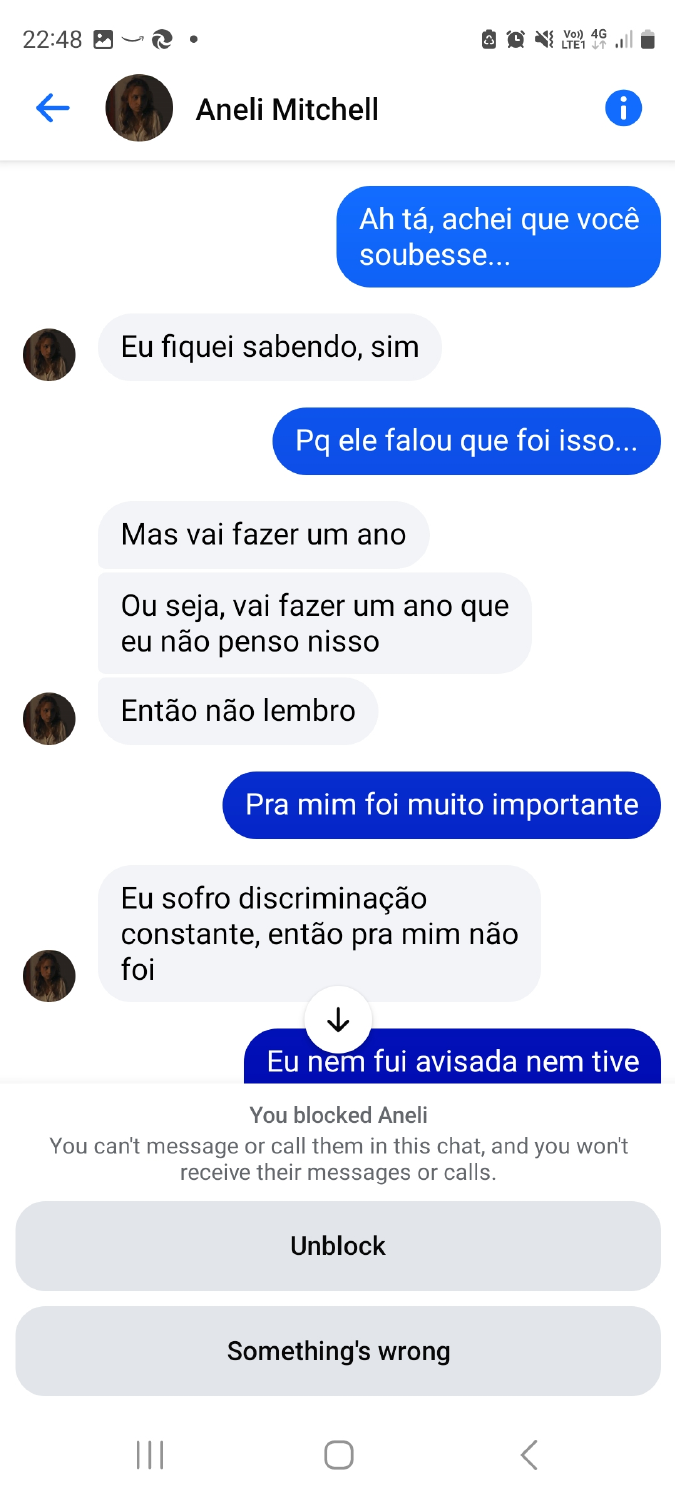 22:48
Vo)) 4G
LTE1
Aneli Mitchell
Ah tá, achei que você
soubesse...
Eu fiquei sabendo, sim
Pq ele falou que foi isso...
Mas vai fazer um ano
Ou seja, vai fazer um ano que
eu não penso nisso
Então não lembro
Pra mim foi muito importante
Eu sofro discriminação
constante, então pra mim não
foi
Eu nem fui avisada nem tive
You blocked Aneli
You can't message or call them in this chat, and you won't
receive their messages or calls.
Unblock
Something's wrong